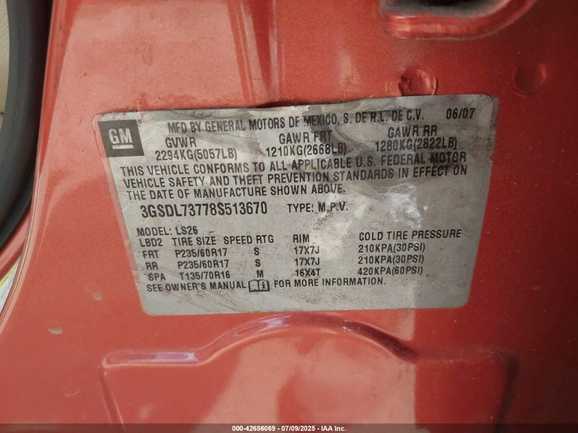 GM
MFD BY GENERAL MOTORS OF MEXICO, S. DE R.L. DE C.V. 06/07
GVWR GAWR FRT GAWR RR
2294KG(5057LB) 1210KG(2668LB) 1280KG(2822LB)
THIS VEHICLE CONFORMS TO ALL APPLICABLE U.S. FEDERAL MOTOR
VEHICLE SAFETY AND THEFT PREVENTION STANDARDS IN EFFECT ON
THE DATE OF MANUFACTURE SHOWN ABOVE.
3GSDL73778S513670 TYPE: M.P.V.
MODEL: LS26
LBD2 TIRE SIZE SPEED RTG RIM COLD TIRE PRESSURE
FRT P235/60R17 S 17X7J 210KPA(30PSI)
RR P235/60R17 S 17X7J 210KPA(30PSI)
SPA T135/70R16 M 16X4T 420KPA(60PSI)
SEE OWNER'S MANUAL FOR MORE INFORMATION.
000-42656069 - 07/09/2025 - IAA Inc.